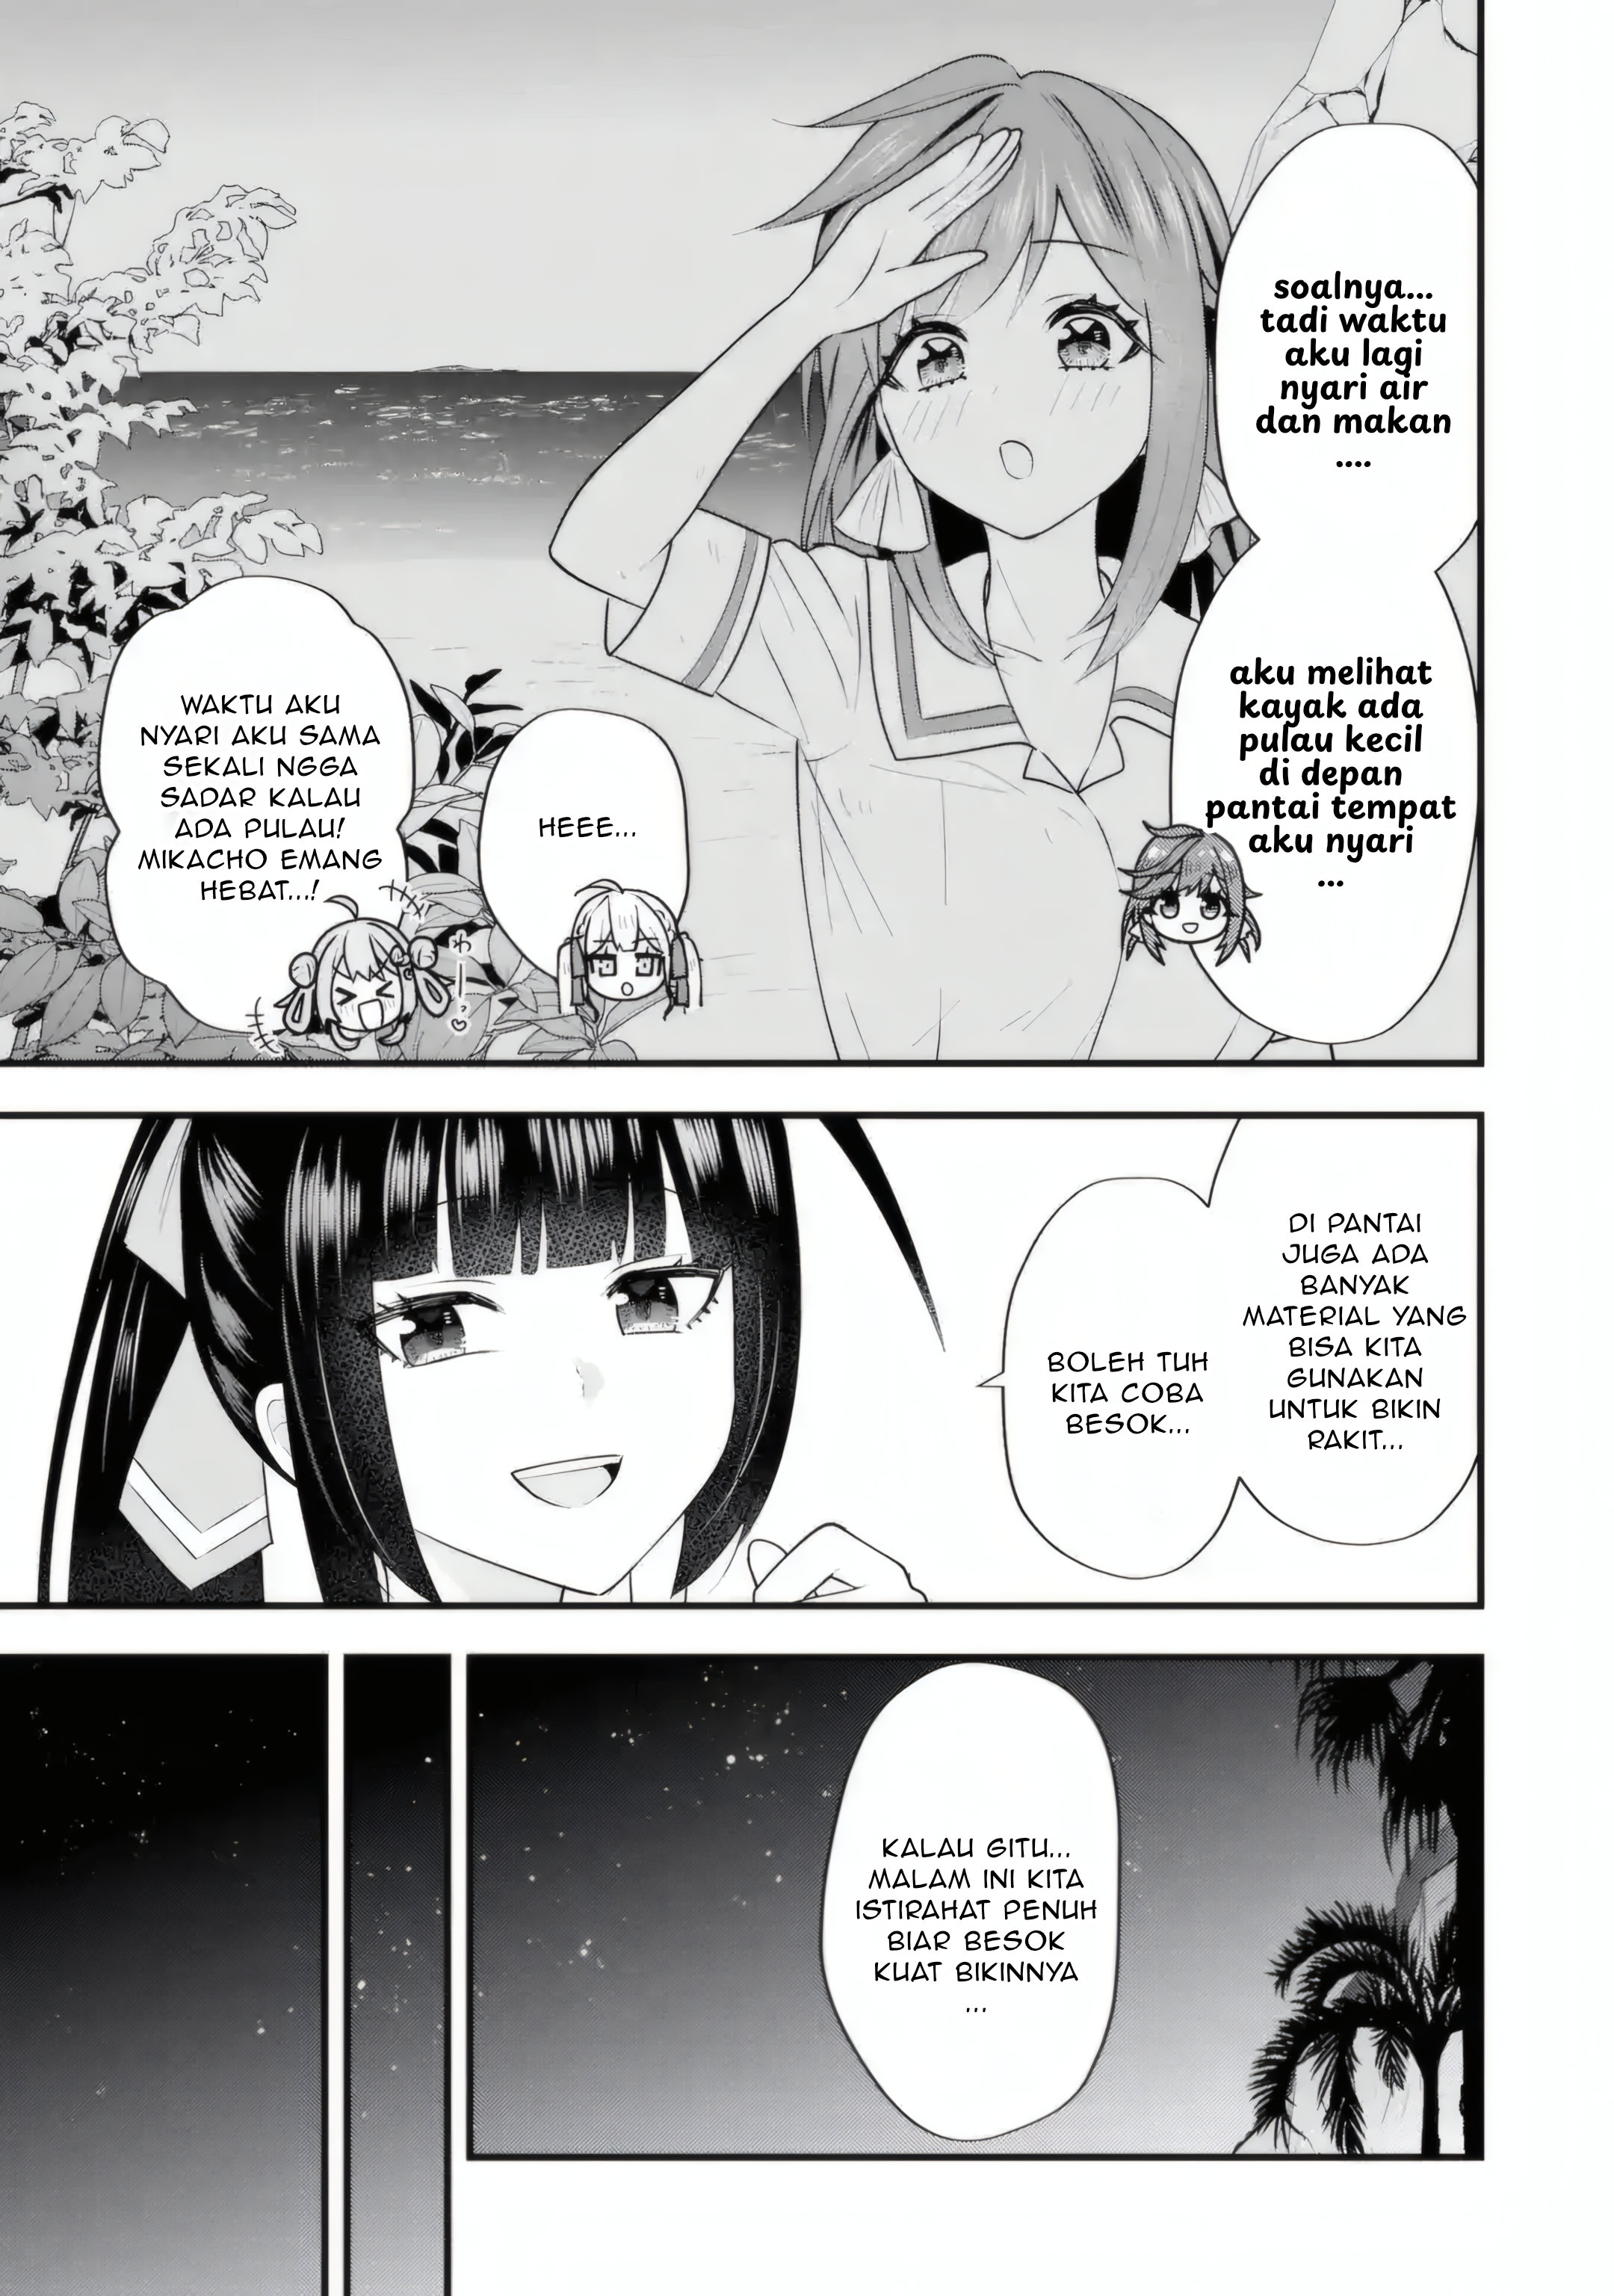 soalnya...
tadi waktu
aku lagi
nyari air
dan makan
....
aku melihat
kayak ada
pulau kecil
di depan
pantai tempat
aku nyari
...
HEEE...
WAKTU AKU
NYARI AKU SAMA
SEKALI NGGA
SADAR KALAU
ADA PULAU!
MIKACHO EMANG
HEBAT...!
わーっ♡
DI PANTAI
JUGA ADA
BANYAK
MATERIAL YANG
BISA KITA
GUNAKAN
UNTUK BIKIN
RAKIT...
BOLEH TUH
KITA COBA
BESOK...
KALAU GITU...
MALAM INI KITA
ISTIRAHAT PENUH
BIAR BESOK
KUAT BIKINNYA
...